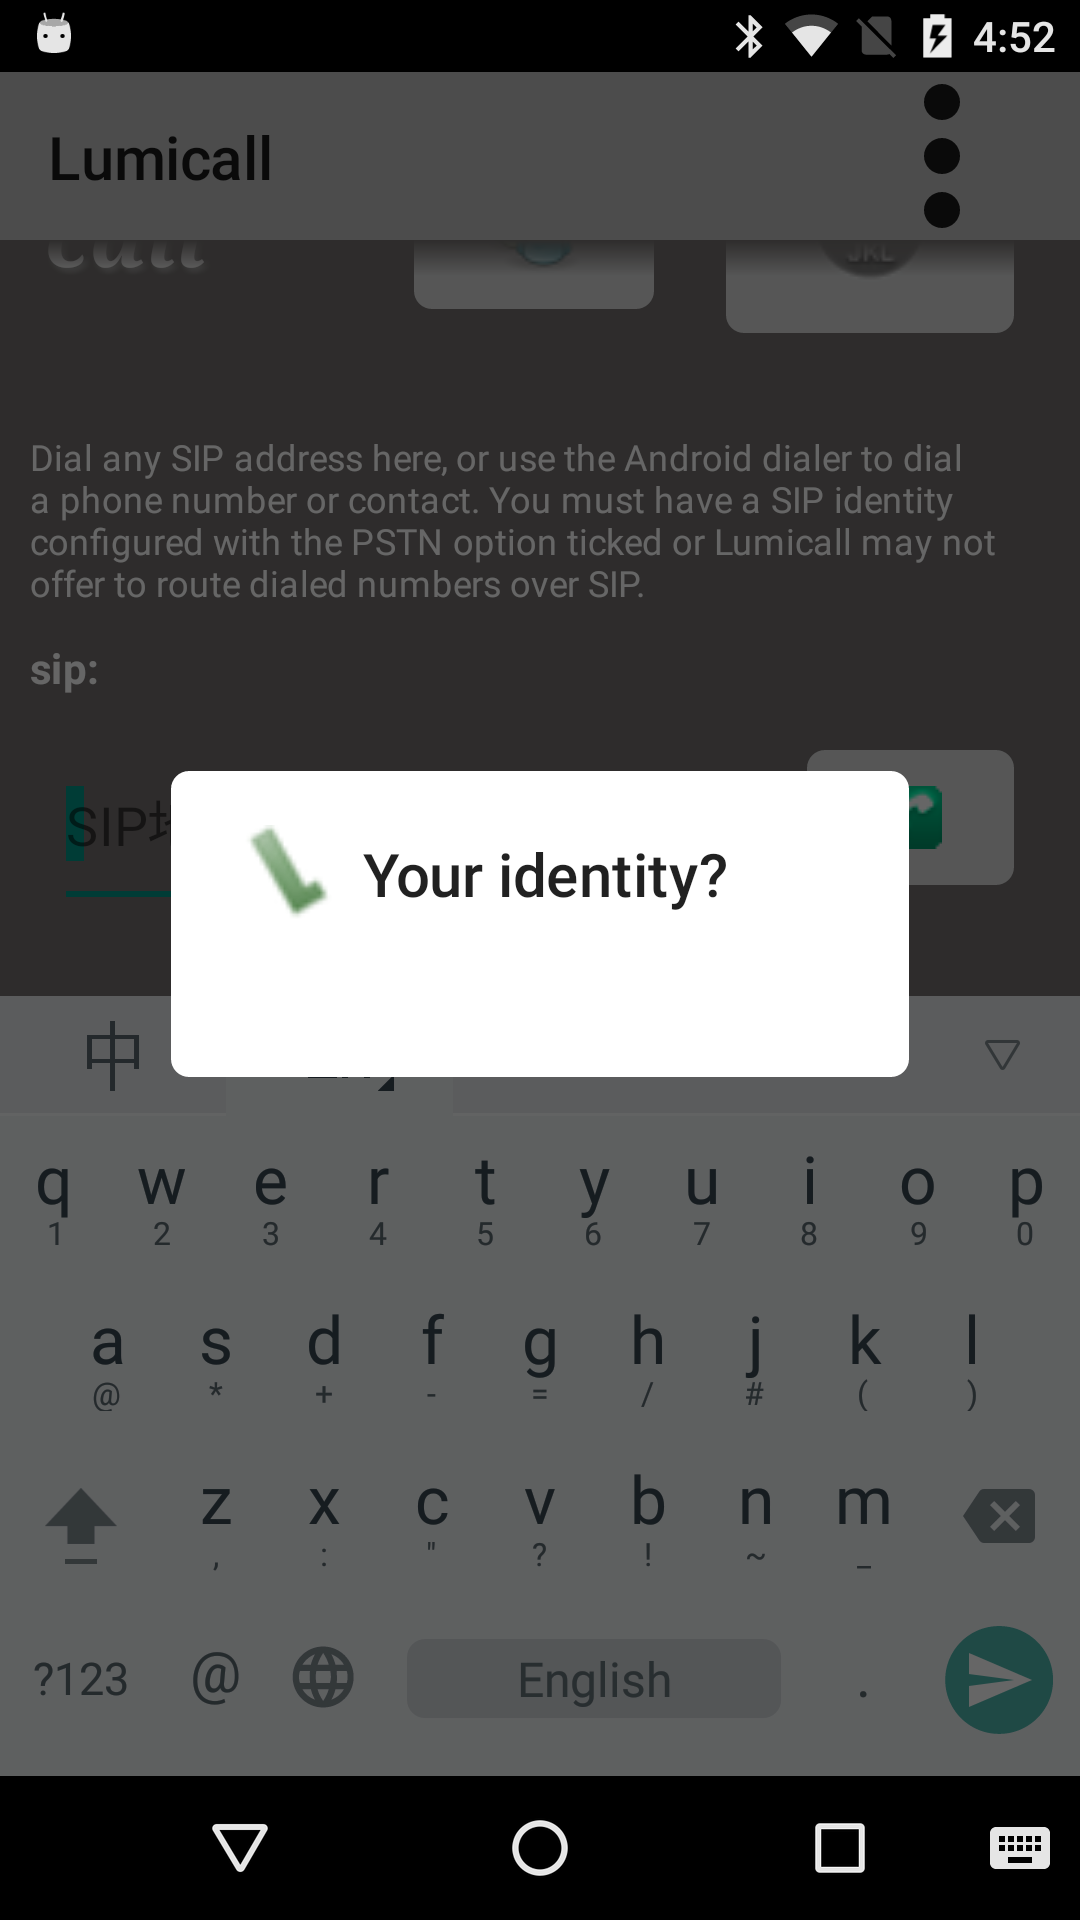 4:52
Lumicall
call
JKL
Dial any SIP address here, or use the Android dialer to dial
a phone number or contact. You must have a SIP identity
configured with the PSTN option ticked or Lumicall may not
offer to route dialed numbers over SIP.
sip:
SIP
Your identity?
中
q w e r t y u i o p
1 2 3 4 5 6 7 8 9 0
a s d f g h j k l
@ * + - = / # ( )
z x c v b n m
, : " ? ! ~ _
?123 @ English .